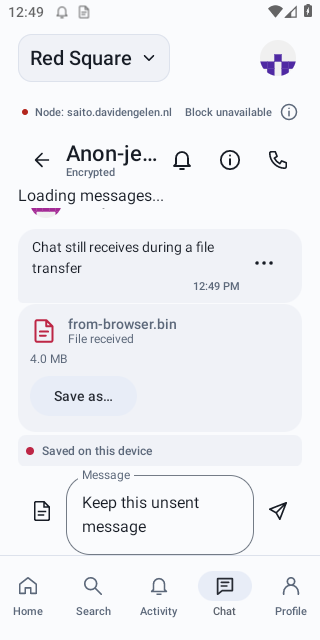 12:49
Red Square
Node: saito.davidengelen.nl Block unavailable
Anon-je...
Encrypted
Loading messages...
Chat still receives during a file
transfer
12:49 PM
from-browser.bin
File received
4.0 MB
Save as...
Saved on this device
Message
Keep this unsent
message
Home Search Activity Chat Profile